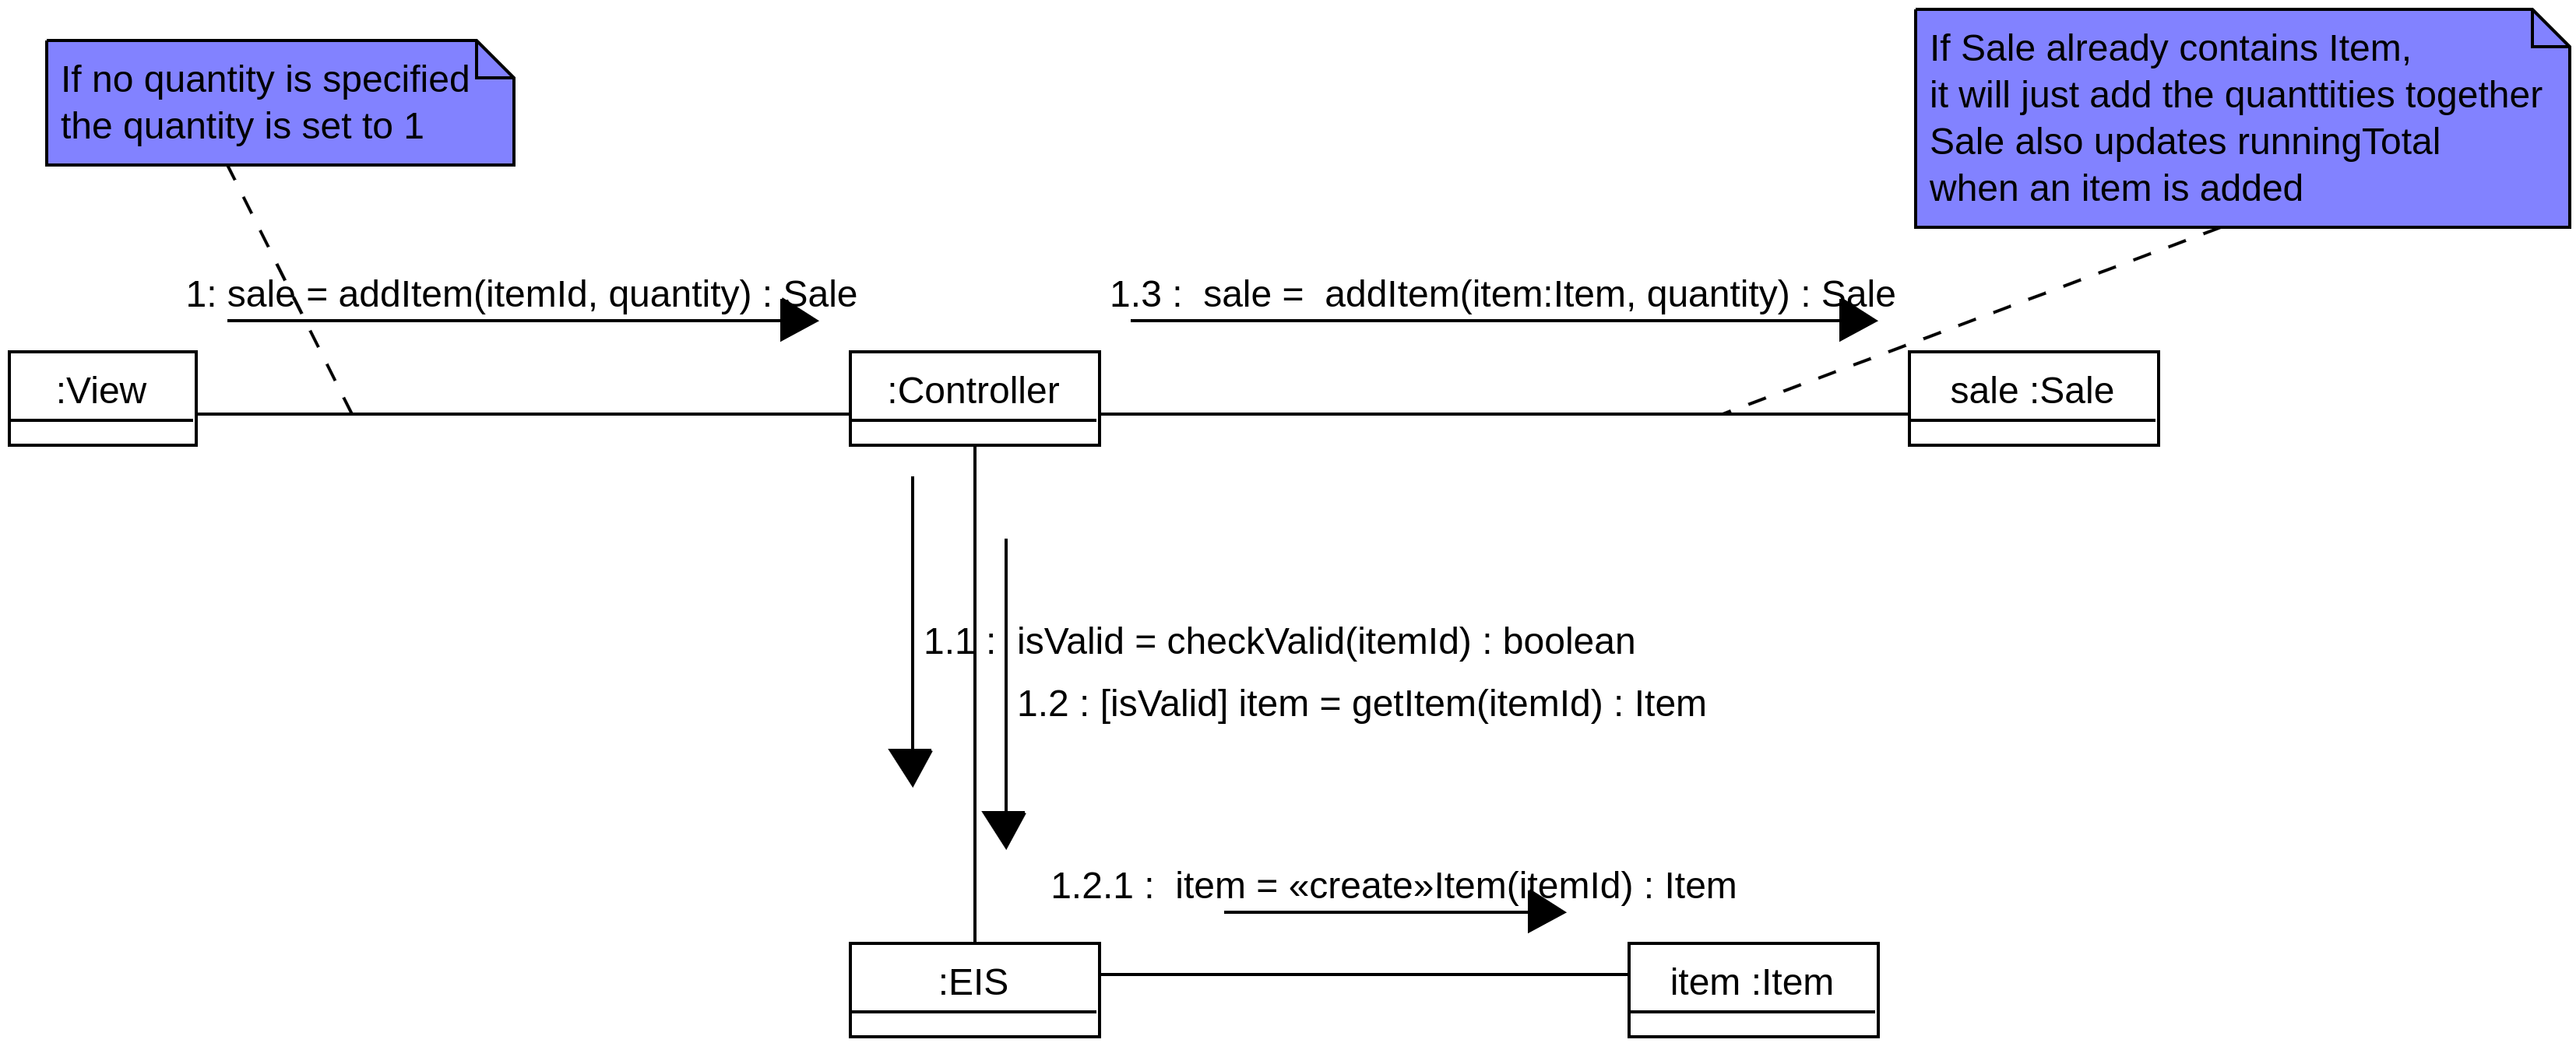 If no quantity is specified
the quantity is set to 1
If Sale already contains Item,
it will just add the quanttities together
Sale also updates runningTotal
when an item is added
1: sale = addItem(itemId, quantity) : Sale
1.3 :  sale =  addItem(item:Item, quantity) : Sale
:View
:Controller
sale :Sale
1.1 :  isValid = checkValid(itemId) : boolean
1.2 : [isValid] item = getItem(itemId) : Item
1.2.1 :  item = «create»Item(itemId) : Item
:EIS
item :Item